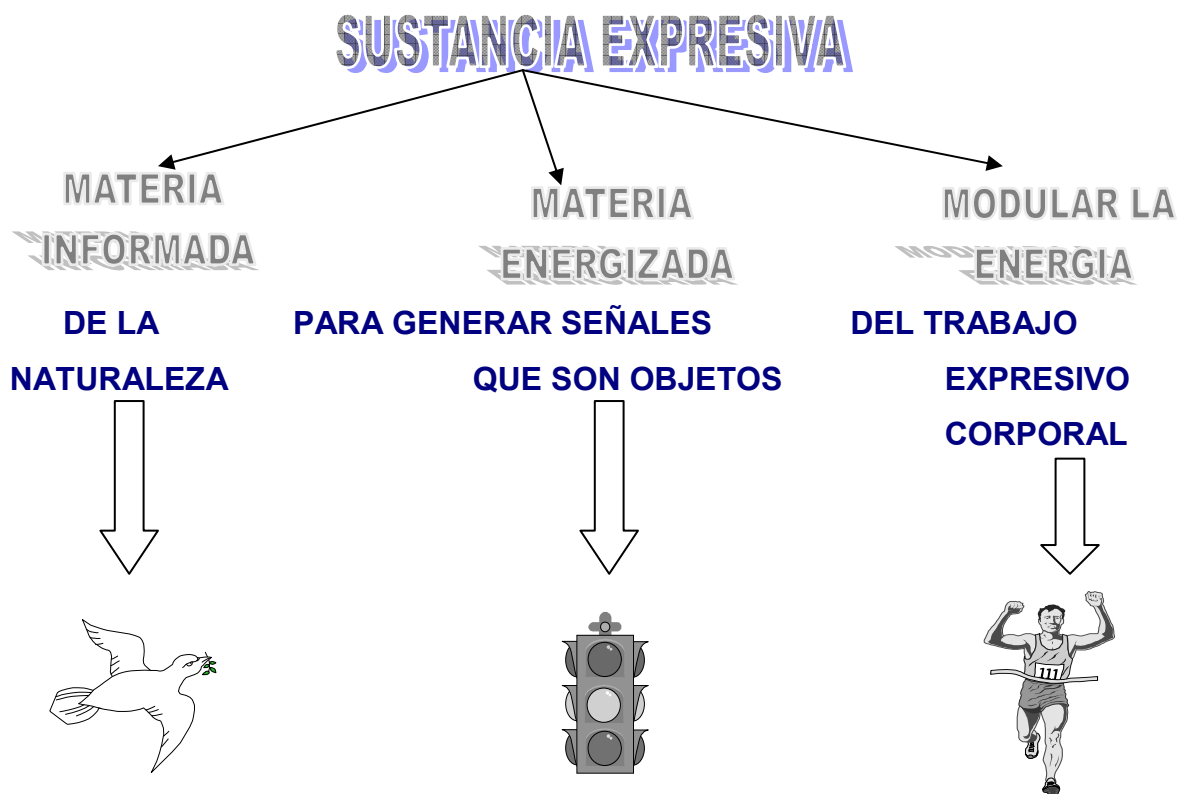 SUSTANCIA EXPRESIVA
MATERIA
INFORMADA
DE LA
NATURALEZA
MATERIA
ENERGIZADA
PARA GENERAR SEÑALES
QUE SON OBJETOS
MODULAR LA
ENERGIA
DEL TRABAJO
EXPRESIVO
CORPORAL
111